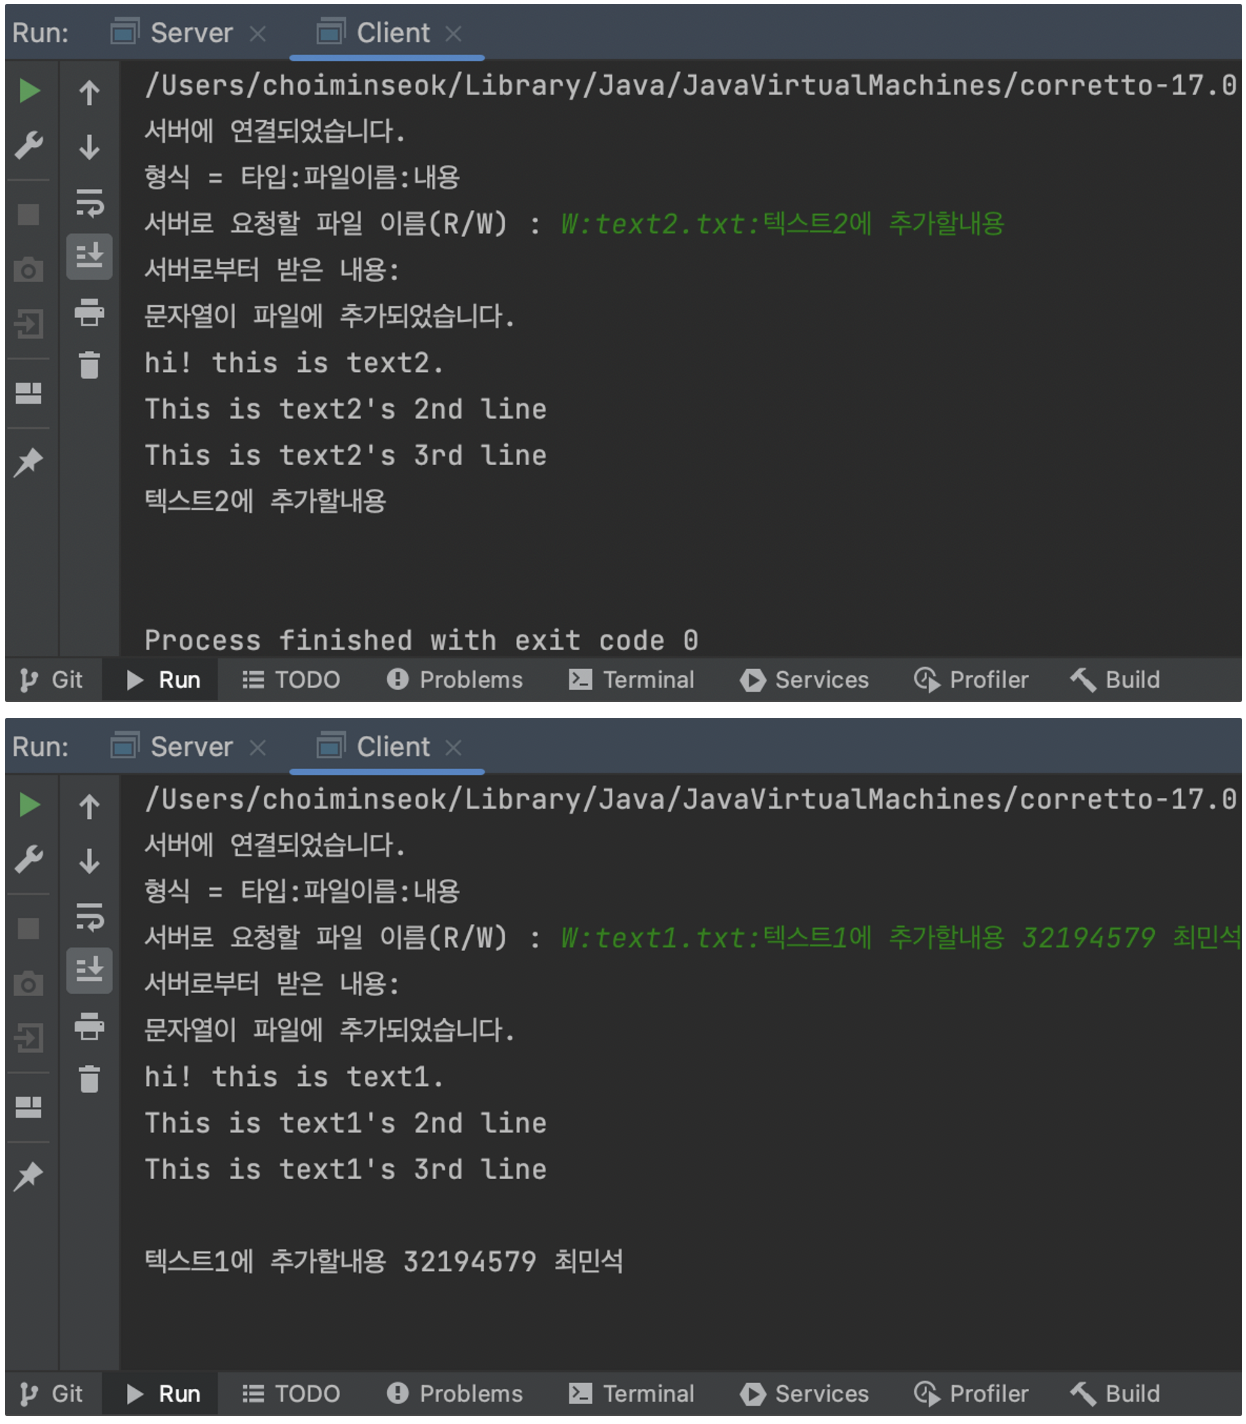 Run: Server × Client ×
/Users/choiminseok/Library/Java/JavaVirtualMachines/corretto-17.0
서버에 연결되었습니다.
형식 = 타입:파일이름:내용
서버로 요청할 파일 이름(R/W) : W:text2.txt:텍스트2에 추가할내용
서버로부터 받은 내용:
문자열이 파일에 추가되었습니다.
hi! this is text2.
This is text2's 2nd line
This is text2's 3rd line
텍스트2에 추가할내용
Process finished with exit code 0
Git Run TODO Problems Terminal Services Profiler Build
Run: Server × Client ×
/Users/choiminseok/Library/Java/JavaVirtualMachines/corretto-17.0
서버에 연결되었습니다.
형식 = 타입:파일이름:내용
서버로 요청할 파일 이름(R/W) : W:text1.txt:텍스트1에 추가할내용 32194579 최민석
서버로부터 받은 내용:
문자열이 파일에 추가되었습니다.
hi! this is text1.
This is text1's 2nd line
This is text1's 3rd line
텍스트1에 추가할내용 32194579 최민석
Git Run TODO Problems Terminal Services Profiler Build